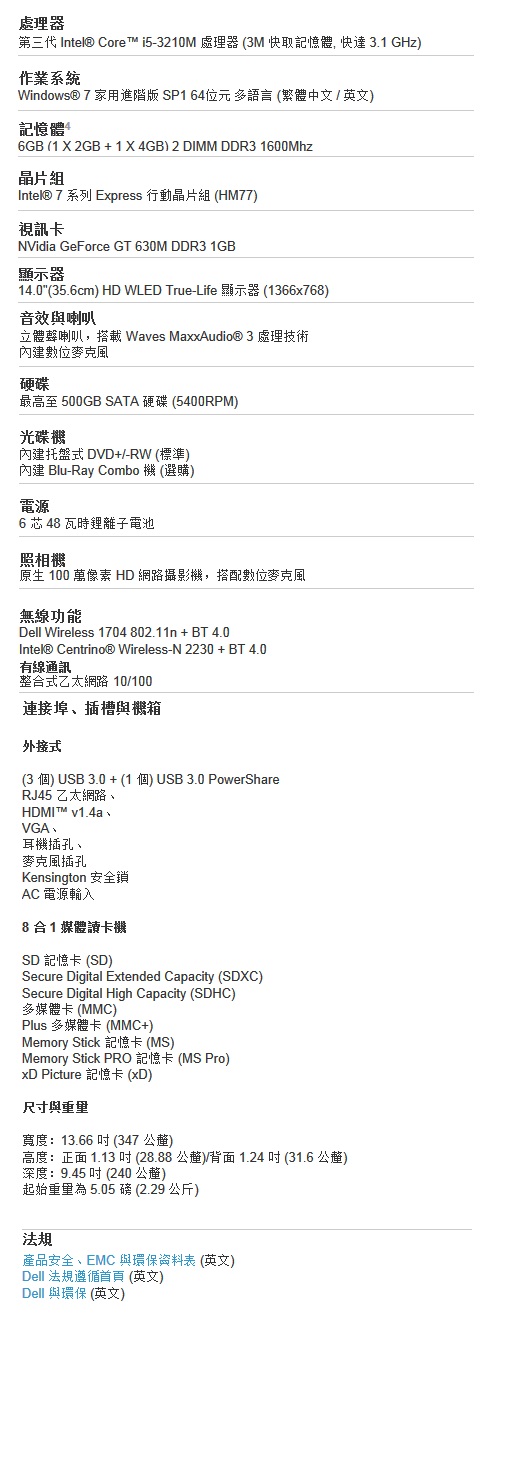 處理器
第三代 Intel® Core™ i5-3210M 處理器 (3M 快取記憶體, 快達 3.1 GHz)
作業系統
Windows® 7 家用進階版 SP1 64位元 多語言 (繁體中文 / 英文)
記憶體4
6GB (1 X 2GB + 1 X 4GB) 2 DIMM DDR3 1600Mhz
晶片組
Intel® 7 系列 Express 行動晶片組 (HM77)
視訊卡
NVidia GeForce GT 630M DDR3 1GB
顯示器
14.0"(35.6cm) HD WLED True-Life 顯示器 (1366x768)
音效與喇叭
立體聲喇叭，搭載 Waves MaxxAudio® 3 處理技術
內建數位麥克風
硬碟
最高至 500GB SATA 硬碟 (5400RPM)
光碟機
內建托盤式 DVD+/-RW (標準)
內建 Blu-Ray Combo 機 (選購)
電源
6 芯 48 瓦時鋰離子電池
照相機
原生 100 萬像素 HD 網路攝影機，搭配數位麥克風
無線功能
Dell Wireless 1704 802.11n + BT 4.0
Intel® Centrino® Wireless-N 2230 + BT 4.0
有線通訊
整合式乙太網路 10/100
連接埠、插槽與機箱
外接式
(3 個) USB 3.0 + (1 個) USB 3.0 PowerShare
RJ45 乙太網路、
HDMI™ v1.4a、
VGA、
耳機插孔、
麥克風插孔
Kensington 安全鎖
AC 電源輸入
8 合 1 媒體讀卡機
SD 記憶卡 (SD)
Secure Digital Extended Capacity (SDXC)
Secure Digital High Capacity (SDHC)
多媒體卡 (MMC)
Plus 多媒體卡 (MMC+)
Memory Stick 記憶卡 (MS)
Memory Stick PRO 記憶卡 (MS Pro)
xD Picture 記憶卡 (xD)
尺寸與重量
寬度：13.66 吋 (347 公釐)
高度：正面 1.13 吋 (28.88 公釐)/背面 1.24 吋 (31.6 公釐)
深度：9.45 吋 (240 公釐)
起始重量為 5.05 磅 (2.29 公斤)
法規
產品安全、EMC 與環保資料表 (英文)
Dell 法規遵循首頁 (英文)
Dell 與環保 (英文)